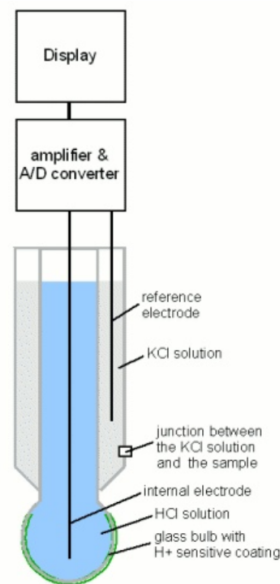 Display
amplifier &
A/D converter
reference
electrode
KCl solution
junction between
the KCl solution
and the sample
internal electrode
HCl solution
glass bulb with
H+ sensitive coating